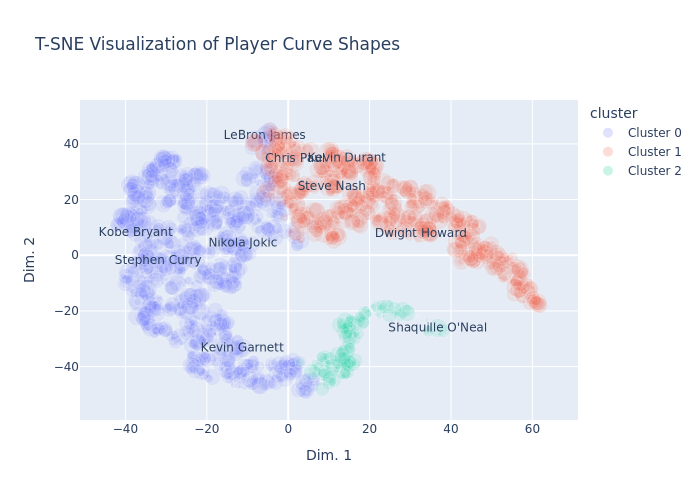 T-SNE Visualization of Player Curve Shapes
cluster
Cluster 0
Cluster 1
Cluster 2
LeBron James
Chris Paul
Kevin Durant
Steve Nash
Kobe Bryant
Nikola Jokic
Dwight Howard
Stephen Curry
Shaquille O'Neal
Kevin Garnett
40
20
0
−20
−40
Dim. 2
−40
−20
0
20
40
60
Dim. 1